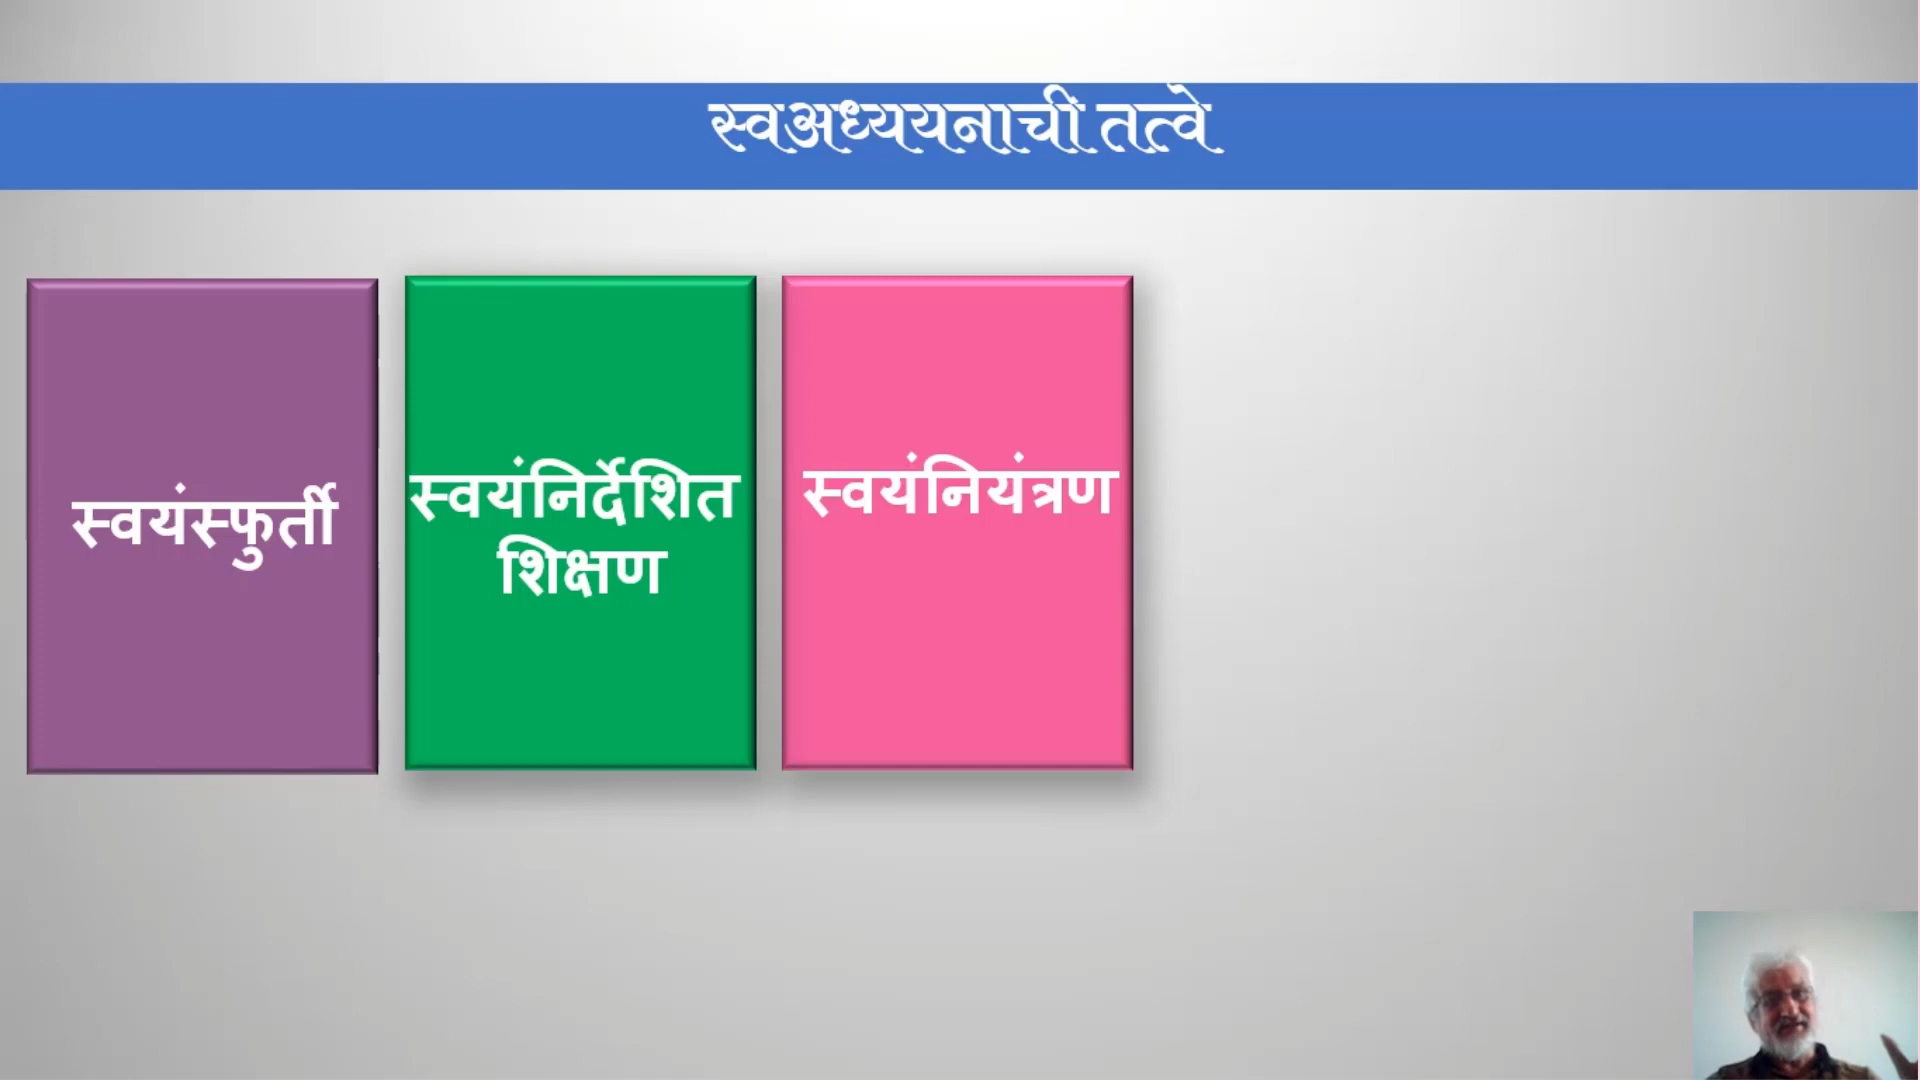 स्वअध्ययनाची तत्वे
स्वयंस्फुर्ती
स्वयंनिर्देशित
शिक्षण
स्वयंनियंत्रण